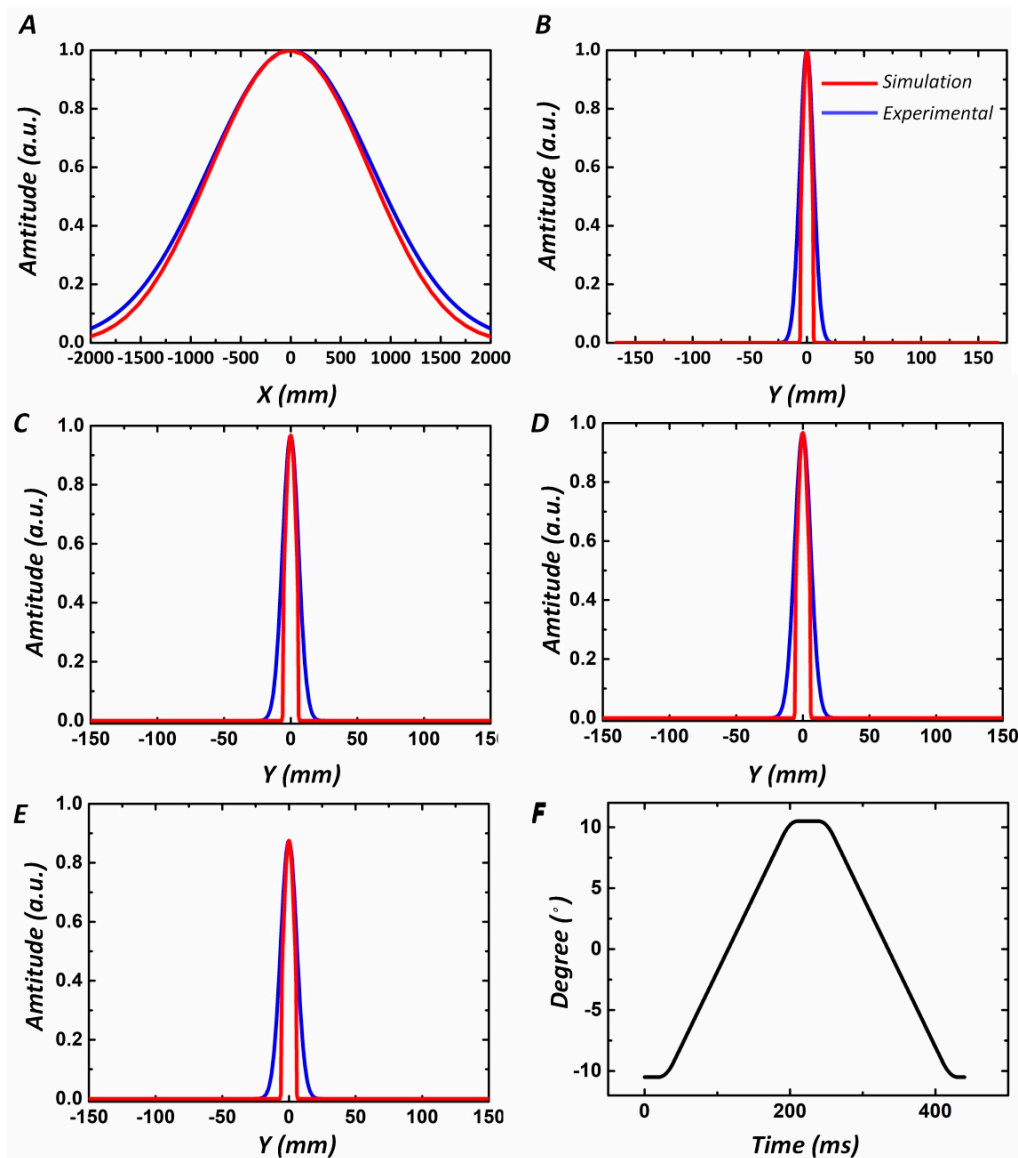 A
B
1.0
0.8
0.6
0.4
0.2
0.0
Amtitude (a.u.)
-2000 -1500 -1000 -500 0 500 1000 1500 2000
X (mm)
1.0
0.8
0.6
0.4
0.2
0.0
Amtitude (a.u.)
Simulation
Experimental
-150 -100 -50 0 50 100 150
Y (mm)
C
D
1.0
0.8
0.6
0.4
0.2
0.0
Amtitude (a.u.)
-150 -100 -50 0 50 100 150
Y (mm)
1.0
0.8
0.6
0.4
0.2
0.0
Amtitude (a.u.)
-150 -100 -50 0 50 100 150
Y (mm)
E
F
1.0
0.8
0.6
0.4
0.2
0.0
Amtitude (a.u.)
-150 -100 -50 0 50 100 150
Y (mm)
10
5
0
-5
-10
Degree (°)
0 200 400
Time (ms)